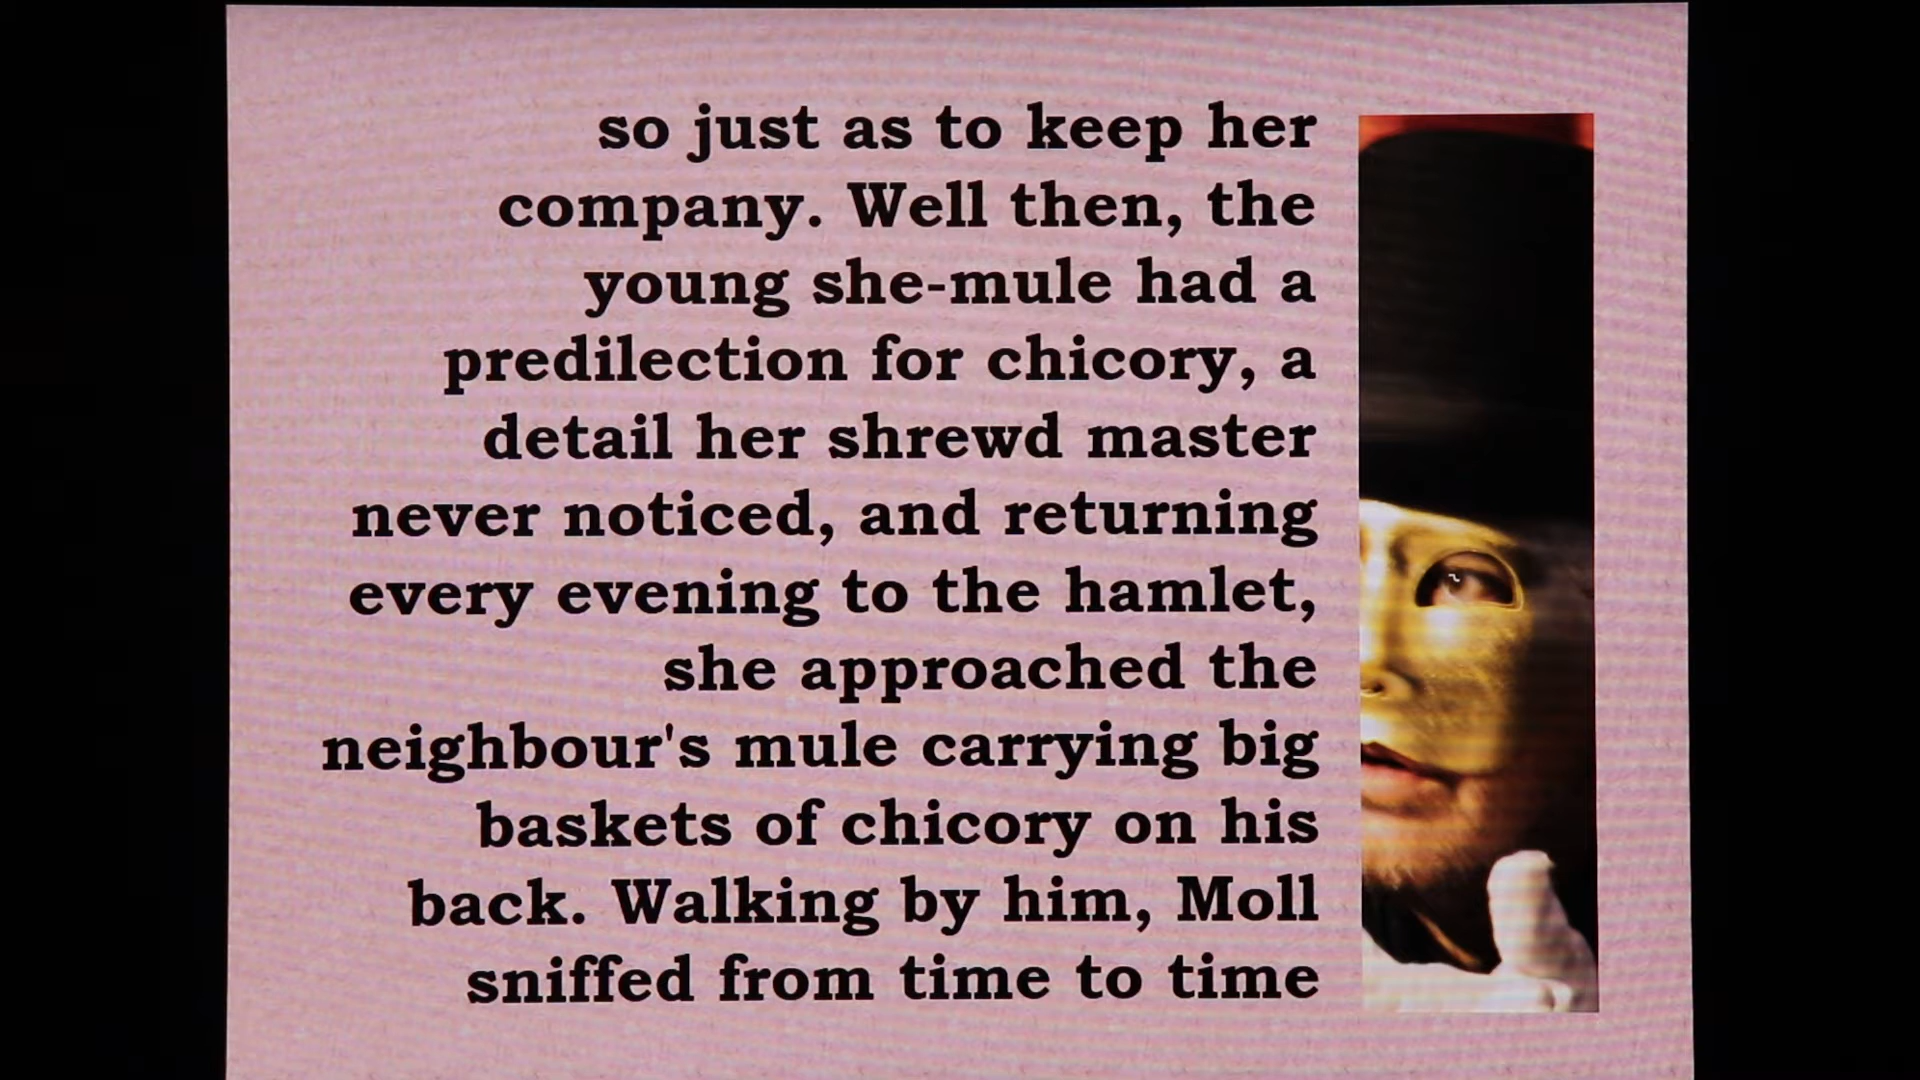 so just as to keep her
company. Well then, the
young she-mule had a
predilection for chicory, a
detail her shrewd master
never noticed, and returning
every evening to the hamlet,
she approached the
neighbour's mule carrying big
baskets of chicory on his
back. Walking by him, Moll
sniffed from time to time